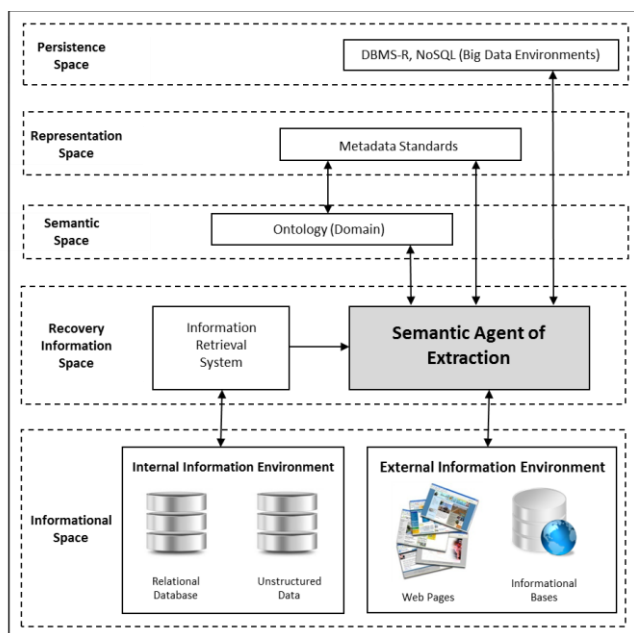 Persistence
Space
DBMS-R, NoSQL (Big Data Environments)
Representation
Space
Metadata Standards
Semantic
Space
Ontology (Domain)
Recovery
Information
Space
Information
Retrieval
System
Semantic Agent of
Extraction
Informational
Space
Internal Information Environment
Relational
Database
Unstructured
Data
External Information Environment
Web Pages
Informational
Bases